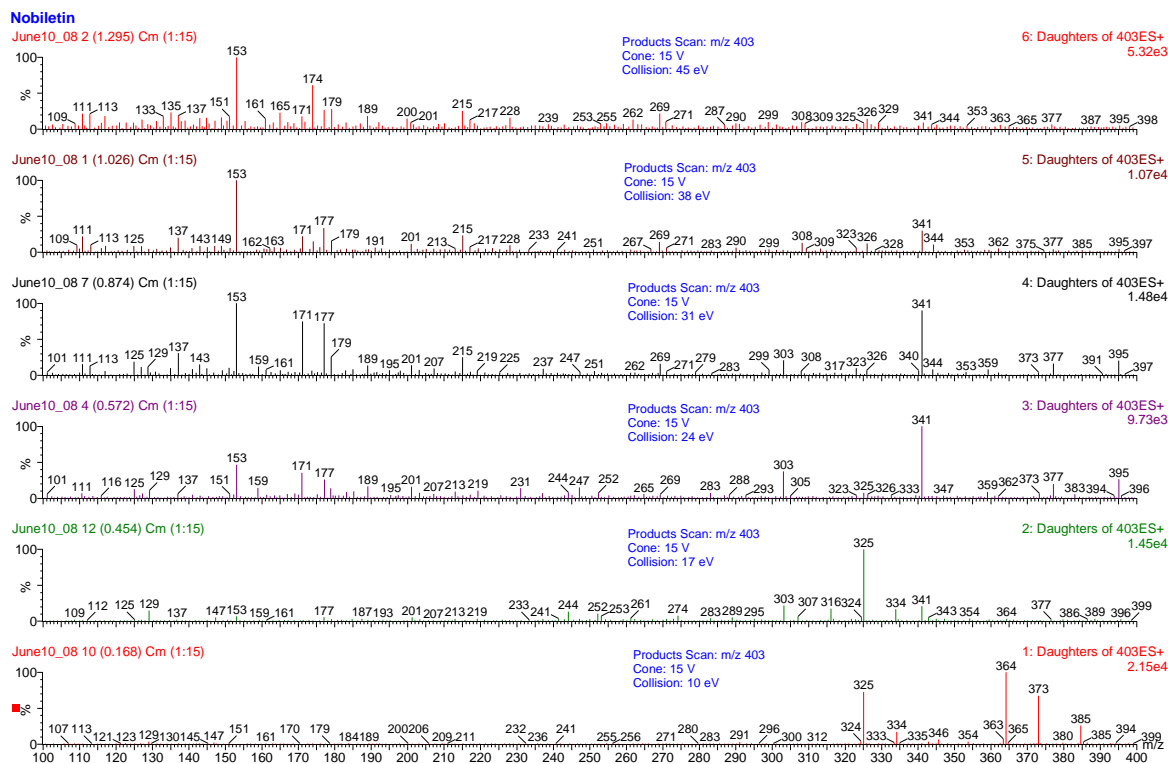 Nobiletin
June10_08 2 (1.295) Cm (1:15)
6: Daughters of 403ES+
5.32e3
Products Scan: m/z 403
Cone: 15 V
Collision: 45 eV
100
%
0
109 111 113 133 135 137 151 153 161 165 171 174 179 189 200 201 215 217 228 239 253 255 262 269 271 287 290 299 308 309 325 326 329 341 344 353 363 365 377 387 395 398
June10_08 1 (1.026) Cm (1:15)
5: Daughters of 403ES+
1.07e4
Products Scan: m/z 403
Cone: 15 V
Collision: 38 eV
100
%
0
109 111 113 125 137 143 149 153 162 163 171 177 179 191 201 213 215 217 228 233 241 251 267 269 271 283 290 299 308 309 323 326 328 341 344 353 362 375 377 385 395 397
June10_08 7 (0.874) Cm (1:15)
4: Daughters of 403ES+
1.48e4
Products Scan: m/z 403
Cone: 15 V
Collision: 31 eV
100
%
0
101 111 113 125 129 137 143 153 159 161 171 177 179 189 195 201 207 215 219 225 237 247 251 262 269 271 279 283 299 303 308 317 323 326 340 341 344 353 359 373 377 391 395 397
June10_08 4 (0.572) Cm (1:15)
3: Daughters of 403ES+
9.73e3
Products Scan: m/z 403
Cone: 15 V
Collision: 24 eV
100
%
0
101 111 116 125 129 137 151 153 159 171 177 189 195 201 207 213 219 231 244 247 252 265 269 283 288 293 303 305 323 325 326 333 341 347 359 362 373 377 383 394 395 396
June10_08 12 (0.454) Cm (1:15)
2: Daughters of 403ES+
1.45e4
Products Scan: m/z 403
Cone: 15 V
Collision: 17 eV
100
%
0
109 112 125 129 137 147 153 159 161 177 187 193 201 207 213 219 233 241 244 252 253 261 274 283 289 295 303 307 316 324 325 334 341 343 354 364 377 386 389 396 399
June10_08 10 (0.168) Cm (1:15)
1: Daughters of 403ES+
2.15e4
Products Scan: m/z 403
Cone: 15 V
Collision: 10 eV
100
%
0
107 113 121 123 129 130 145 147 151 161 170 179 184 189 200 206 209 211 232 236 241 255 256 271 280 283 291 296 300 312 324 325 333 334 335 346 354 363 364 365 373 380 385 385 394 399
100 110 120 130 140 150 160 170 180 190 200 210 220 230 240 250 260 270 280 290 300 310 320 330 340 350 360 370 380 390 400
m/z